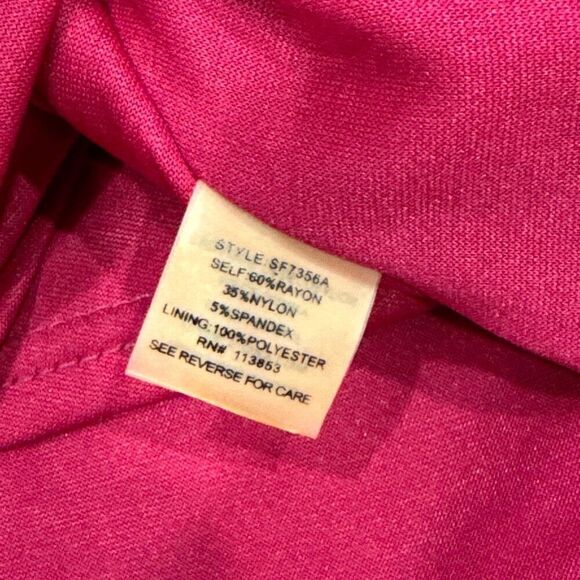 STYLE: SF7356A
SELF:60%RAYON
35%NYLON
5%SPANDEX
LINING:100%POLYESTER
RN# 113853
SEE REVERSE FOR CARE